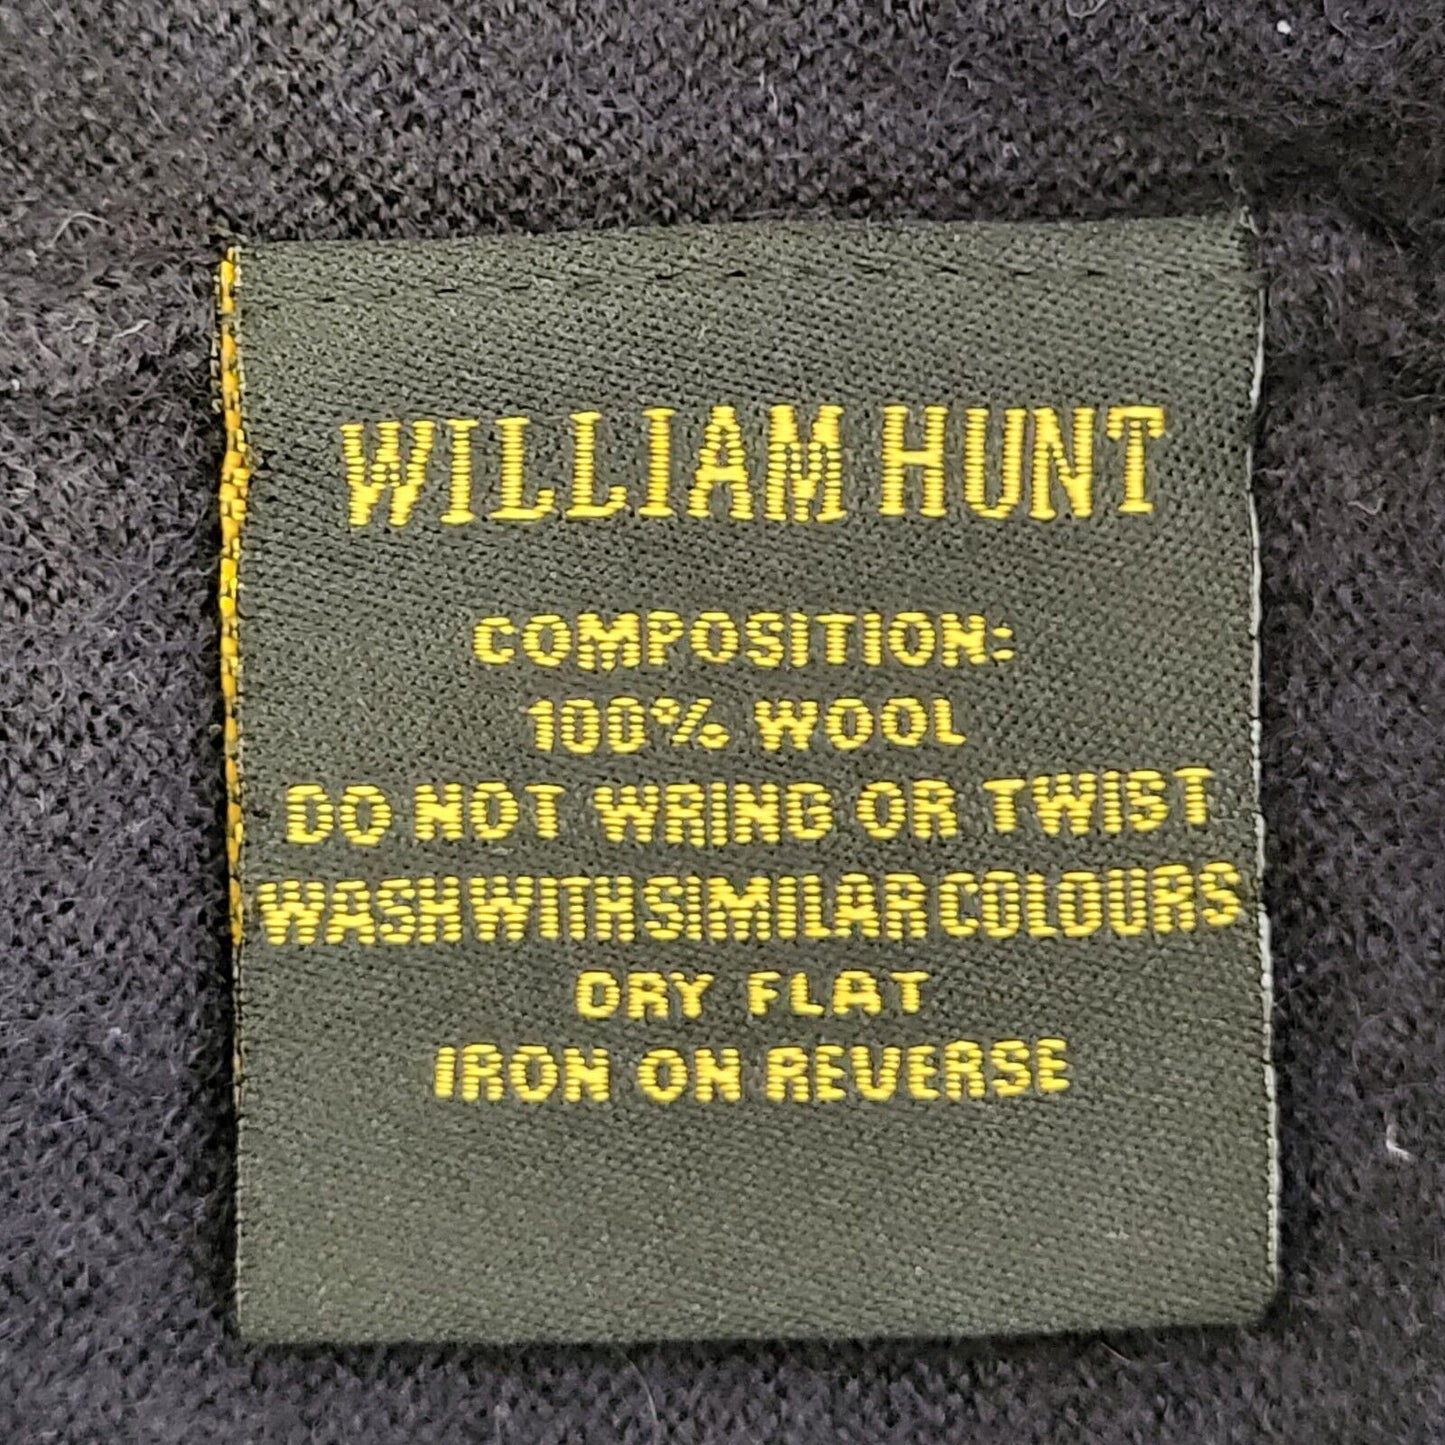 WILLIAM HUNT
COMPOSITION:
100% WOOL
DO NOT WRING OR TWIST
WASH WITH SIMILAR COLOURS
DRY FLAT
IRON ON REVERSE